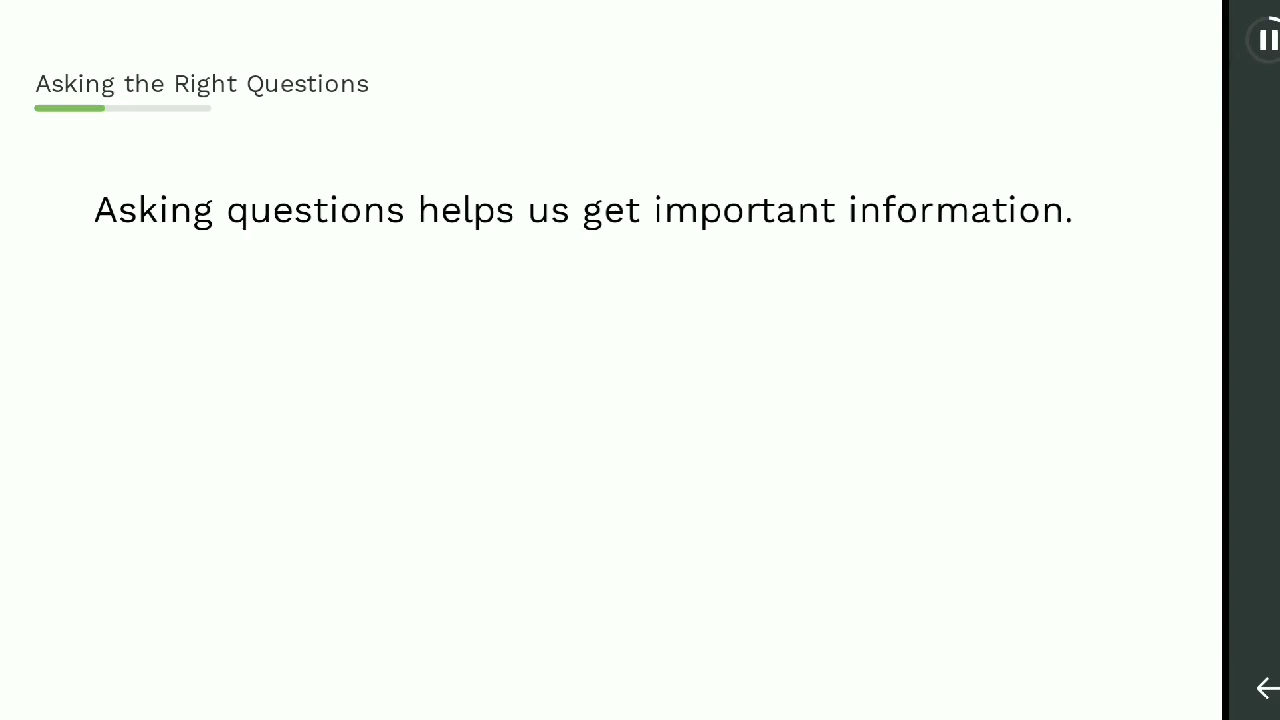 Asking the Right Questions
Asking questions helps us get important information.